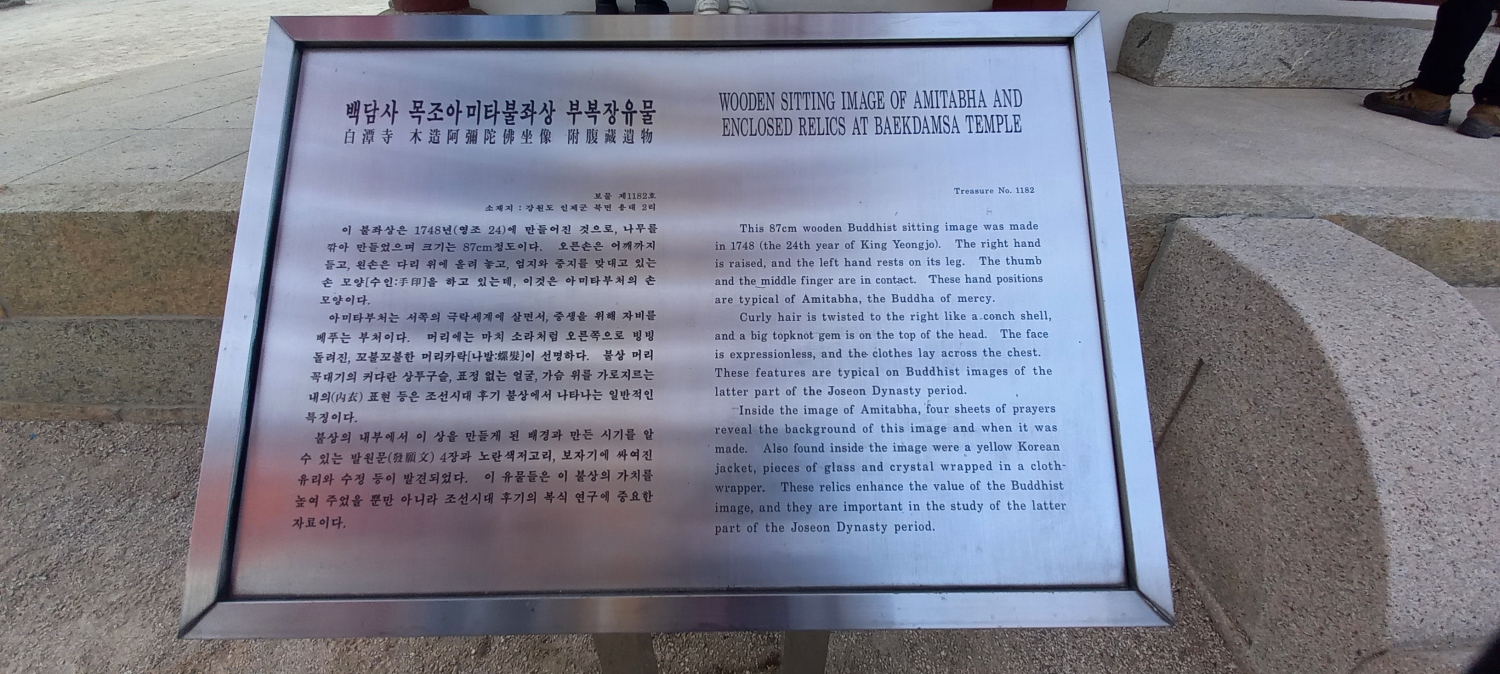 백담사 목조아미타불좌상 부복장유물
白潭寺 木造阿彌陀佛坐像 附腹藏遺物
보물 제1182호
소재지 : 강원도 인제군 북면 용대 2리
이 불좌상은 1748년(영조 24)에 만들어진 것으로, 나무를
깎아 만들었으며 크기는 87cm정도이다. 오른손은 어깨까지
들고, 왼손은 다리 위에 올려 놓고, 엄지와 중지를 맞대고 있는
손 모양[수인:手印]을 하고 있는데, 이것은 아미타부처의 손
모양이다.
아미타부처는 서쪽의 극락세계에 살면서, 중생을 위해 자비를
베푸는 부처이다. 머리에는 마치 소라처럼 오른쪽으로 빙빙
돌려진, 꼬불꼬불한 머리카락[나발:螺髮]이 선명하다. 불상 머리
꼭대기의 커다란 상투구슬, 표정 없는 얼굴, 가슴 위를 가로지르는
내의(內衣) 표현 등은 조선시대 후기 불상에서 나타나는 일반적인
특징이다.
불상의 내부에서 이 상을 만들게 된 배경과 만든 시기를 알
수 있는 발원문(發願文) 4장과 노란색저고리, 보자기에 싸여진
유리와 수정 등이 발견되었다. 이 유물들은 이 불상의 가치를
높여 주었을 뿐만 아니라 조선시대 후기의 복식 연구에 중요한
자료이다.
WOODEN SITTING IMAGE OF AMITABHA AND
ENCLOSED RELICS AT BAEKDAMSA TEMPLE
Treasure No. 1182
This 87cm wooden Buddhist sitting image was made
in 1748 (the 24th year of King Yeongjo). The right hand
is raised, and the left hand rests on its leg. The thumb
and the middle finger are in contact. These hand positions
are typical of Amitabha, the Buddha of mercy.
Curly hair is twisted to the right like a conch shell,
and a big topknot gem is on the top of the head. The face
is expressionless, and the clothes lay across the chest.
These features are typical on Buddhist images of the
latter part of the Joseon Dynasty period.
Inside the image of Amitabha, four sheets of prayers
reveal the background of this image and when it was
made. Also found inside the image were a yellow Korean
jacket, pieces of glass and crystal wrapped in a cloth-
wrapper. These relics enhance the value of the Buddhist
image, and they are important in the study of the latter
part of the Joseon Dynasty period.